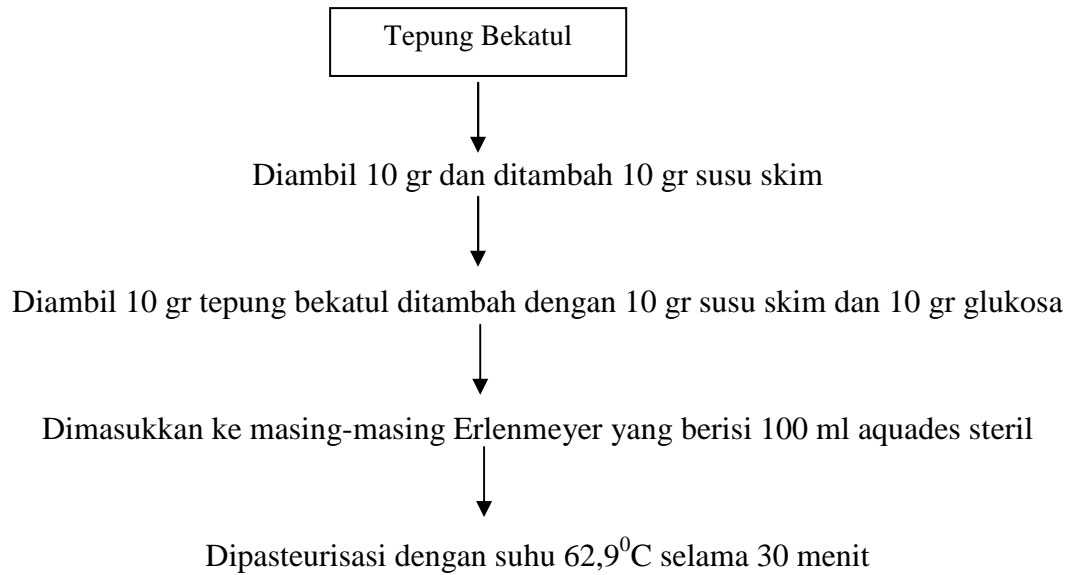 Tepung Bekatul
Diambil 10 gr dan ditambah 10 gr susu skim
Diambil 10 gr tepung bekatul ditambah dengan 10 gr susu skim dan 10 gr glukosa
Dimasukkan ke masing-masing Erlenmeyer yang berisi 100 ml aquades steril
Dipasteurisasi dengan suhu 62,9⁰C selama 30 menit